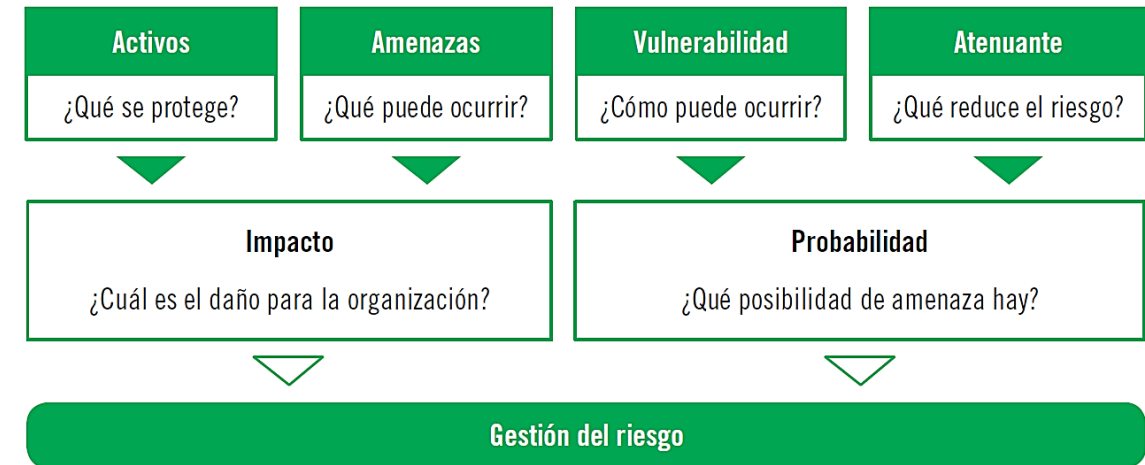 Activos
¿Qué se protege?
Amenazas
¿Qué puede ocurrir?
Vulnerabilidad
¿Cómo puede ocurrir?
Atenuante
¿Qué reduce el riesgo?
Impacto
¿Cuál es el daño para la organización?
Probabilidad
¿Qué posibilidad de amenaza hay?
Gestión del riesgo